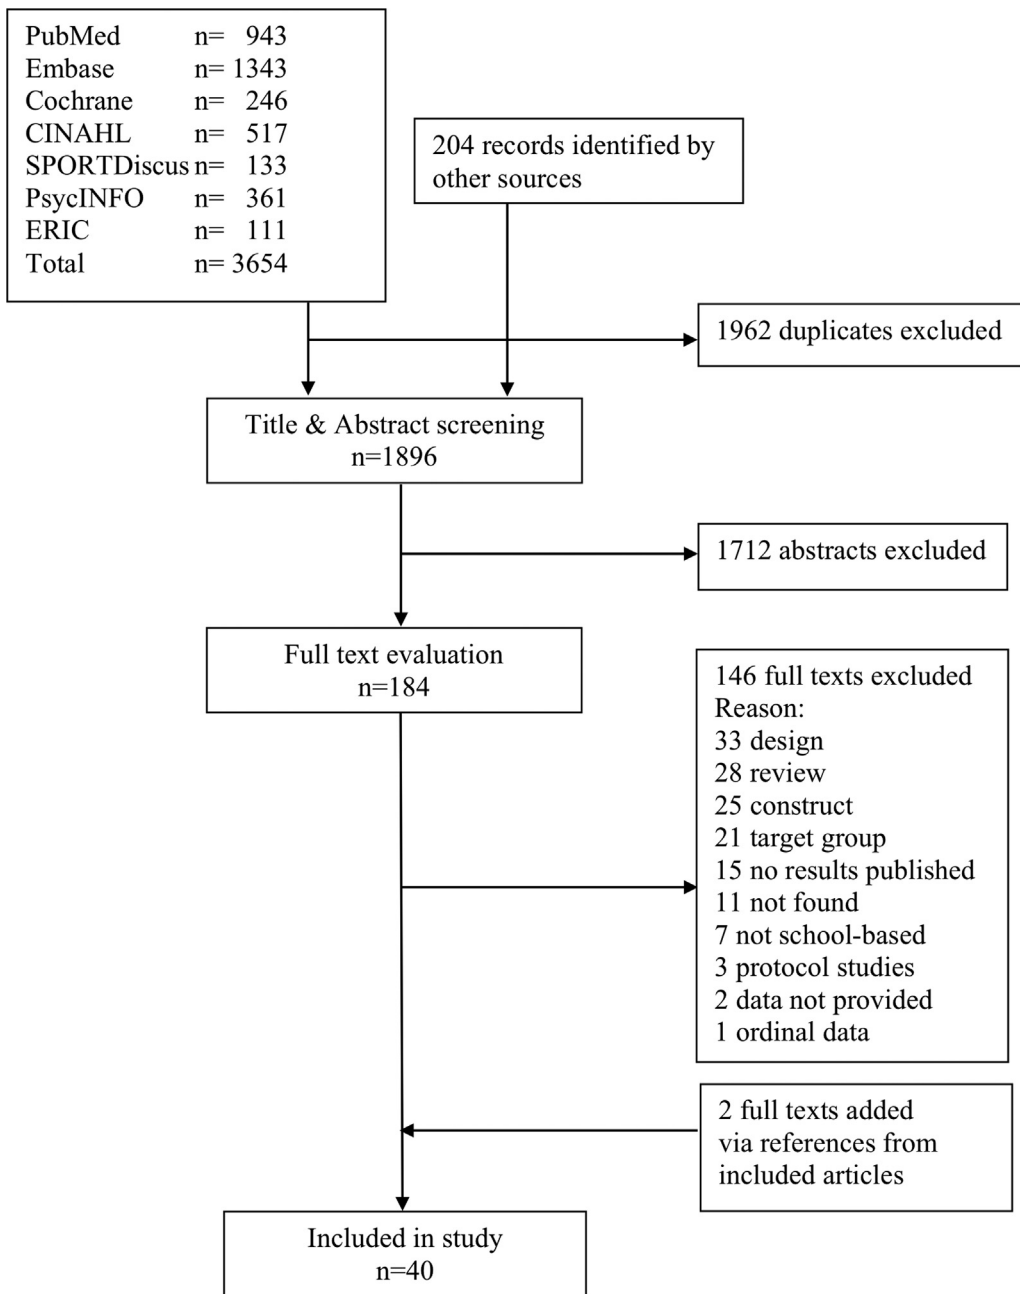 PubMed n= 943
Embase n= 1343
Cochrane n= 246
CINAHL n= 517
SPORTDiscus n= 133
PsycINFO n= 361
ERIC n= 111
Total n= 3654
204 records identified by
other sources
1962 duplicates excluded
Title & Abstract screening
n=1896
1712 abstracts excluded
Full text evaluation
n=184
146 full texts excluded
Reason:
33 design
28 review
25 construct
21 target group
15 no results published
11 not found
7 not school-based
3 protocol studies
2 data not provided
1 ordinal data
2 full texts added
via references from
included articles
Included in study
n=40